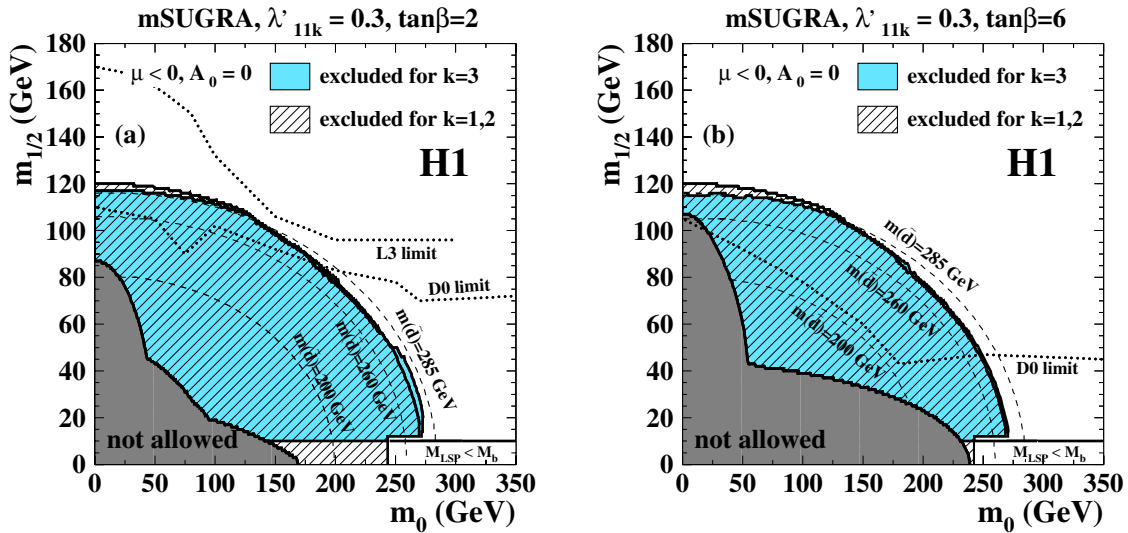 mSUGRA, λ'11k = 0.3, tanβ=2
m1/2 (GeV)
180
160
140
120
100
80
60
40
20
0
μ < 0, A0 = 0
excluded for k=3
excluded for k=1,2
(a)
H1
L3 limit
D0 limit
m(d̃)=285 GeV
m(d̃)=260 GeV
m(d̃)=200 GeV
not allowed
MLSP < Mb
0 50 100 150 200 250 300 350
m0 (GeV)
mSUGRA, λ'11k = 0.3, tanβ=6
m1/2 (GeV)
180
160
140
120
100
80
60
40
20
0
μ < 0, A0 = 0
excluded for k=3
excluded for k=1,2
(b)
H1
m(d̃)=285 GeV
m(d̃)=260 GeV
m(d̃)=200 GeV
D0 limit
not allowed
MLSP < Mb
0 50 100 150 200 250 300 350
m0 (GeV)